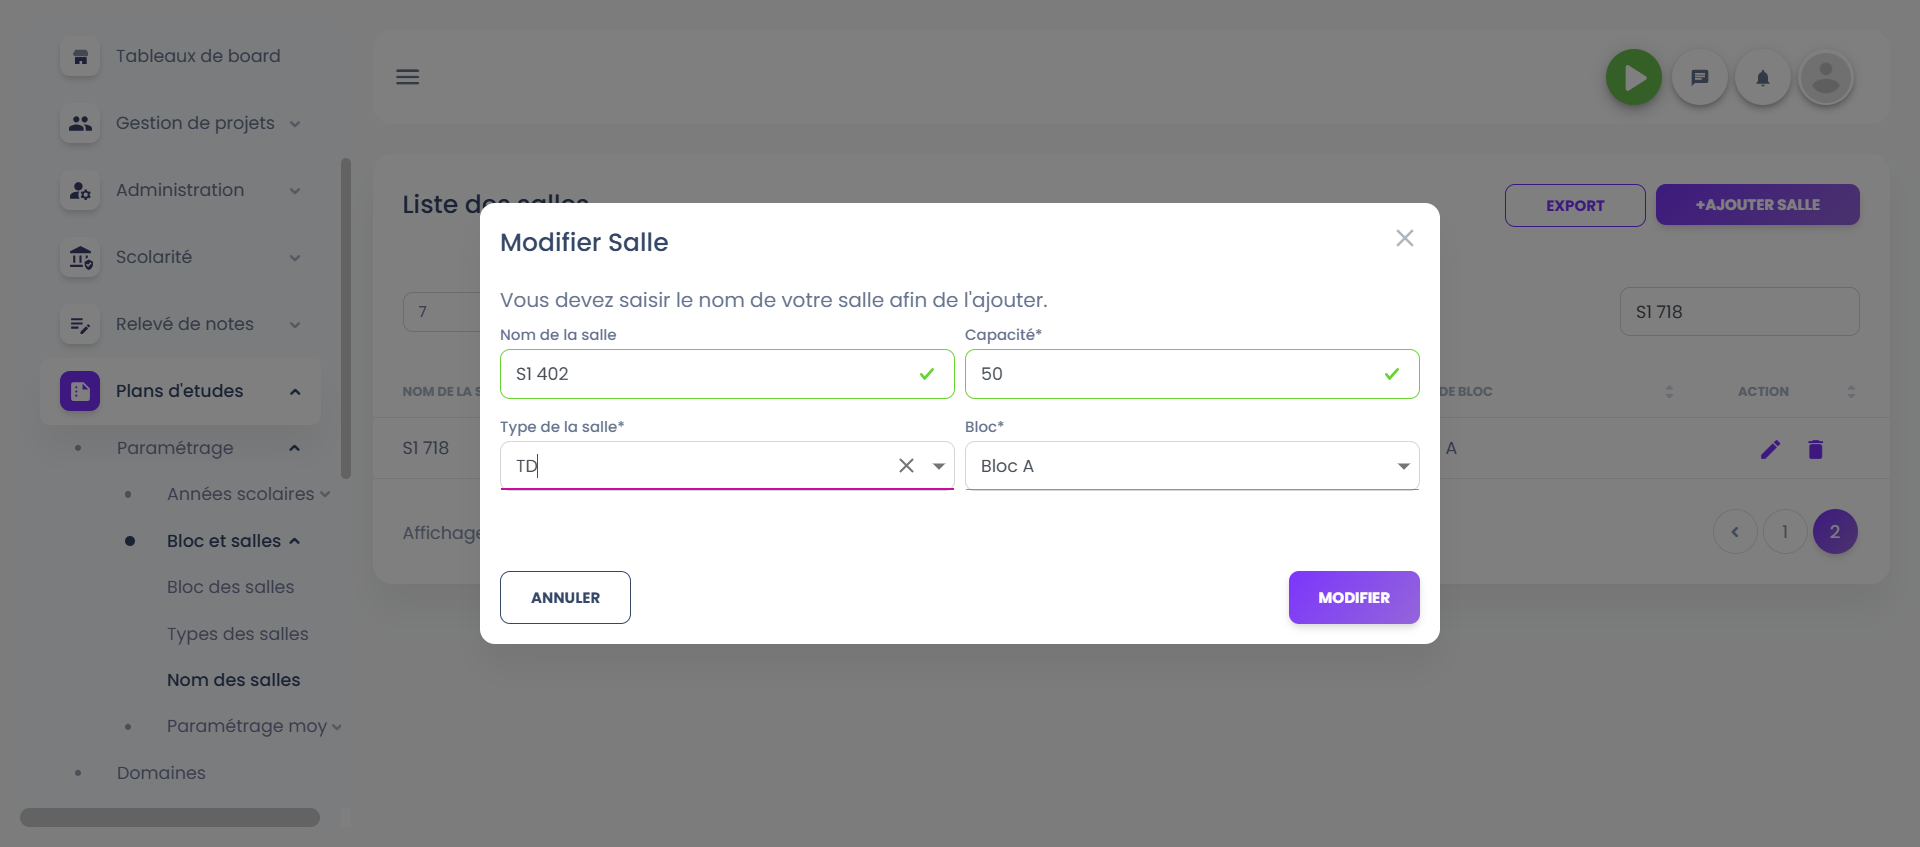 Tableaux de board
Gestion de projets
Administration
Scolarité
Relevé de notes
Plans d'etudes
Paramétrage
Années scolaires
Bloc et salles
Bloc des salles
Types des salles
Nom des salles
Paramétrage moy
Domaines
Liste des salles
EXPORT
+AJOUTER SALLE
7
S1 718
NOM DE LA S
DE BLOC
ACTION
S1 718
A
Affichage
1
2
Modifier Salle
Vous devez saisir le nom de votre salle afin de l'ajouter.
Nom de la salle
Capacité*
S1 402
50
Type de la salle*
Bloc*
TD
Bloc A
ANNULER
MODIFIER